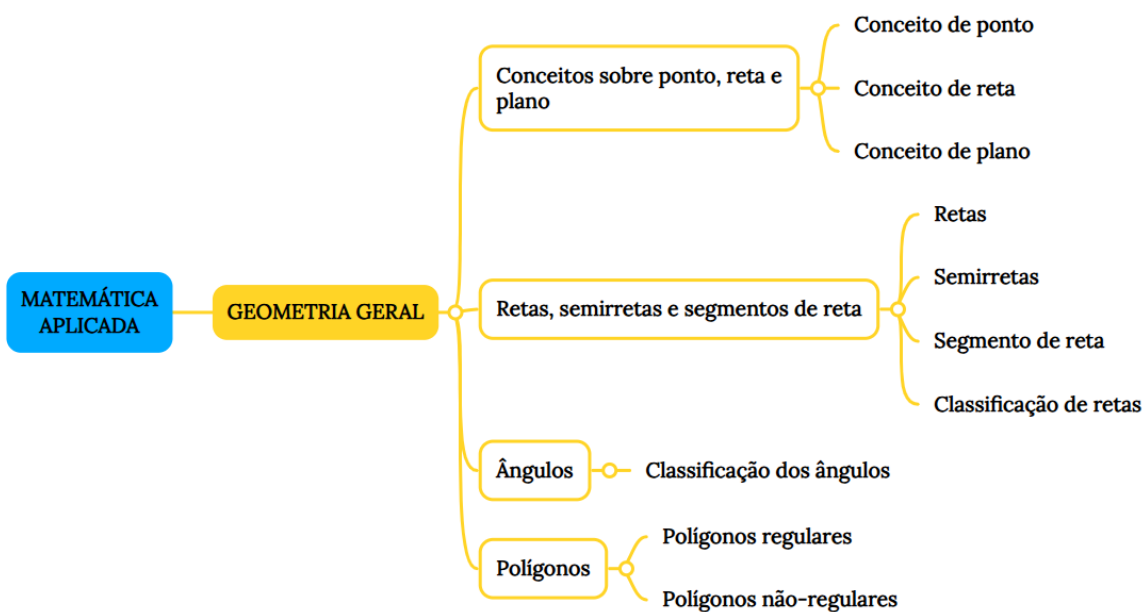 MATEMÁTICA
APLICADA
GEOMETRIA GERAL
Conceitos sobre ponto, reta e
plano
Conceito de ponto
Conceito de reta
Conceito de plano
Retas, semirretas e segmentos de reta
Retas
Semirretas
Segmento de reta
Classificação de retas
Ângulos
Classificação dos ângulos
Polígonos
Polígonos regulares
Polígonos não-regulares